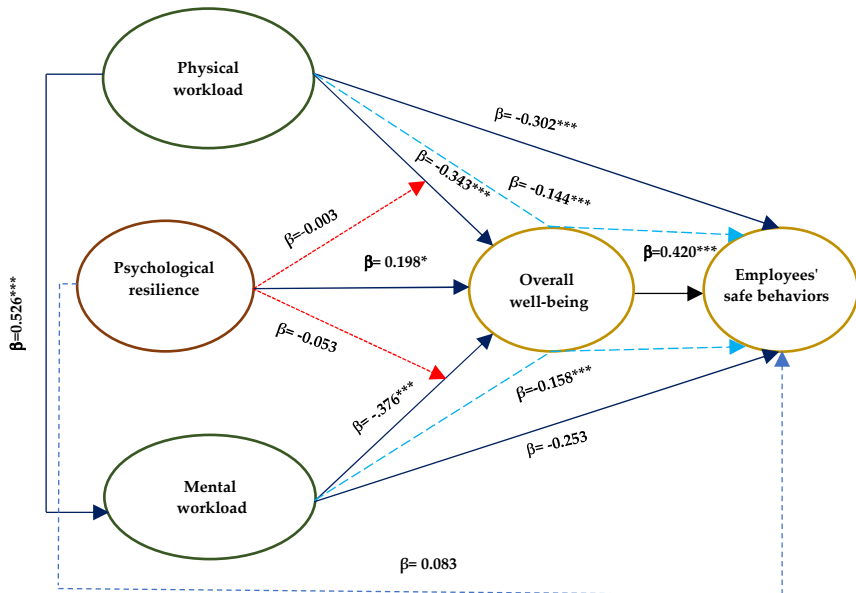 Physical
workload
β= -0.302***
β= -0.343***
β= -0.144***
β=-0.003
Psychological
resilience
β= 0.198*
Overall
well-being
β=0.420***
Employees'
safe behaviors
β=0.526***
β= -0.053
β= -.376***
β=-0.158***
β= -0.253
Mental
workload
β= 0.083